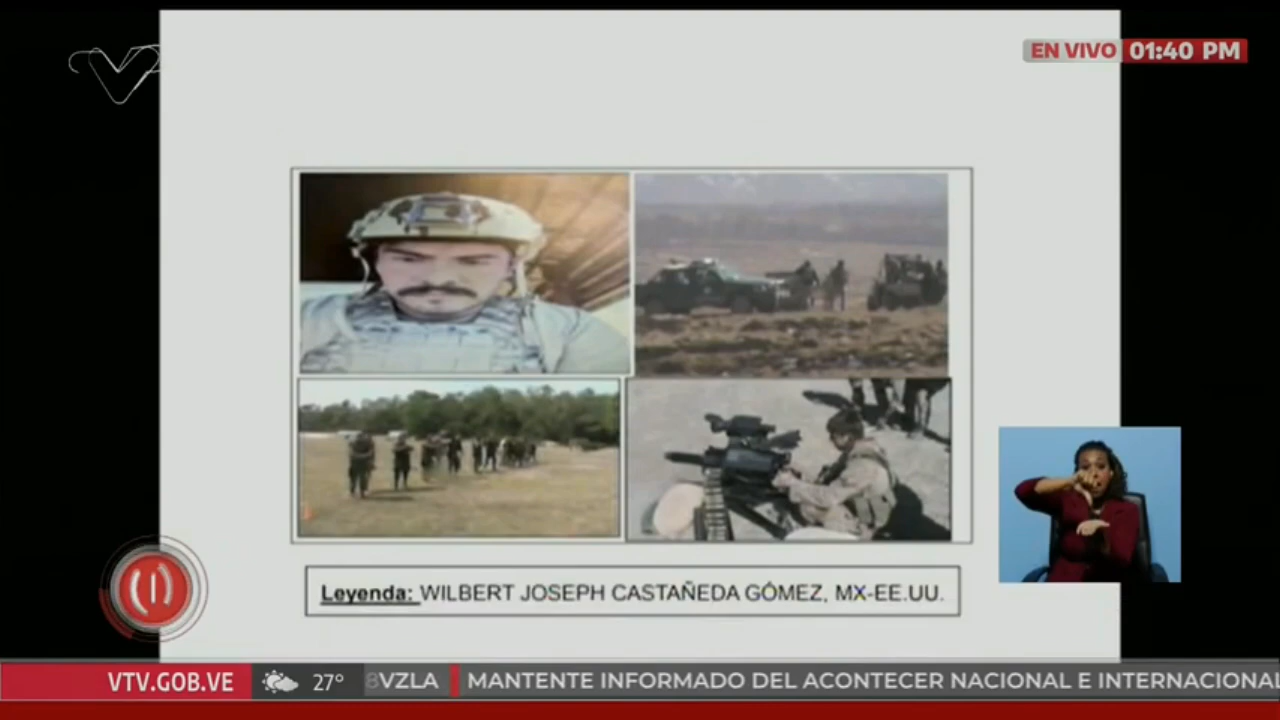 EN VIVO 01:40 PM
Leyenda: WILBERT JOSEPH CASTAÑEDA GÓMEZ, MX-EE.UU.
VTV.GOB.VE 27° 8VZLA MANTENTE INFORMADO DEL ACONTECER NACIONAL E INTERNACIONAL